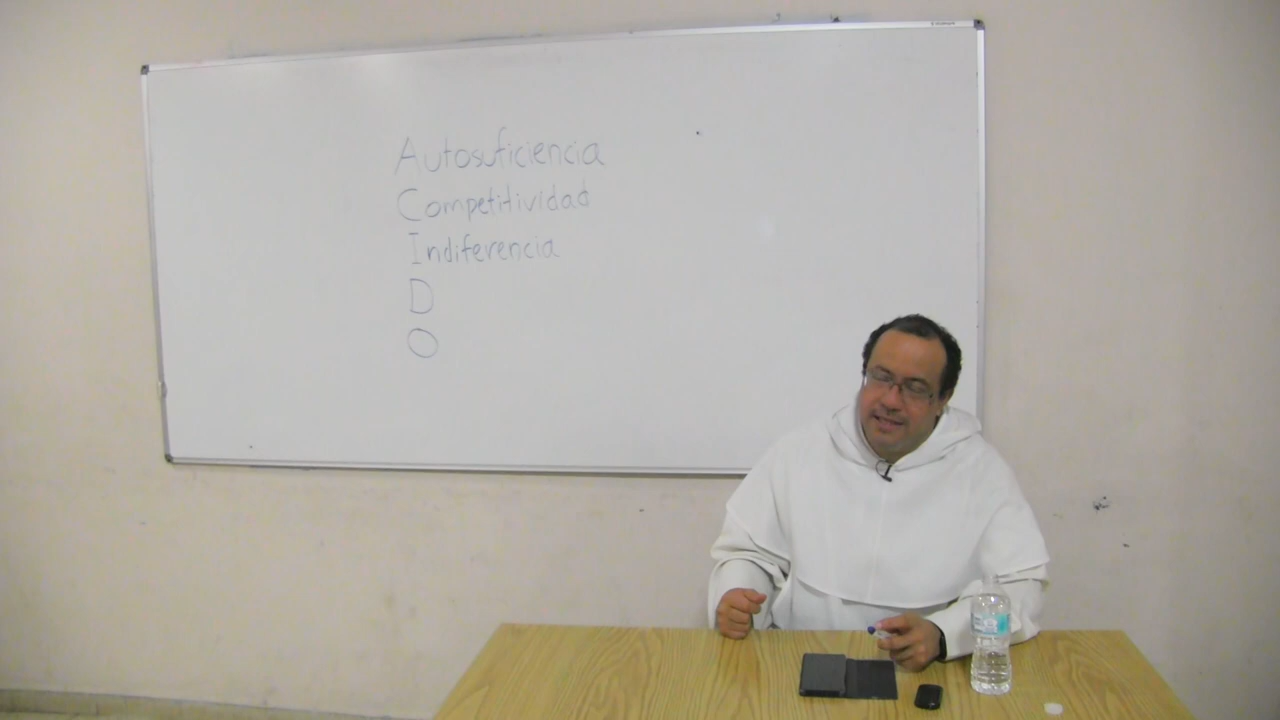 Autosuficiencia
Competitividad
Indiferencia
D
O